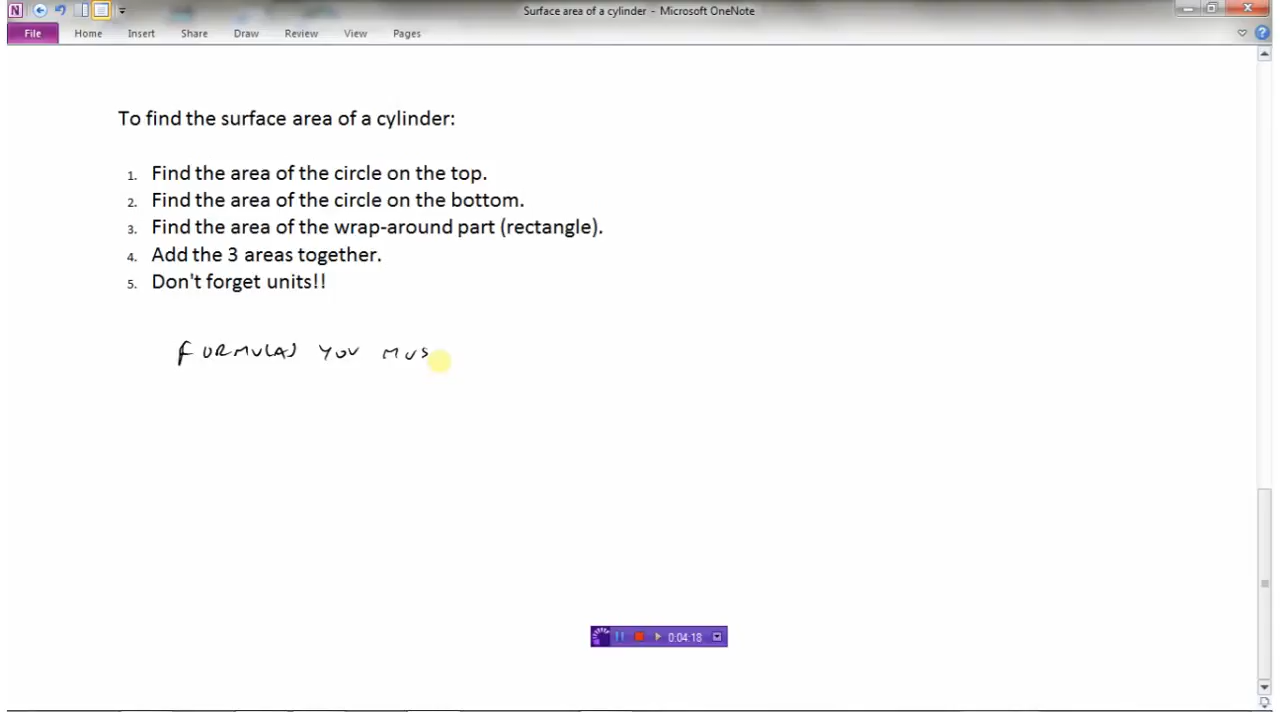 Surface area of a cylinder - Microsoft OneNote
File Home Insert Share Draw Review View Pages
To find the surface area of a cylinder:
1. Find the area of the circle on the top.
2. Find the area of the circle on the bottom.
3. Find the area of the wrap-around part (rectangle).
4. Add the 3 areas together.
5. Don't forget units!!
FORMULAS YOU MUS
0:04:18